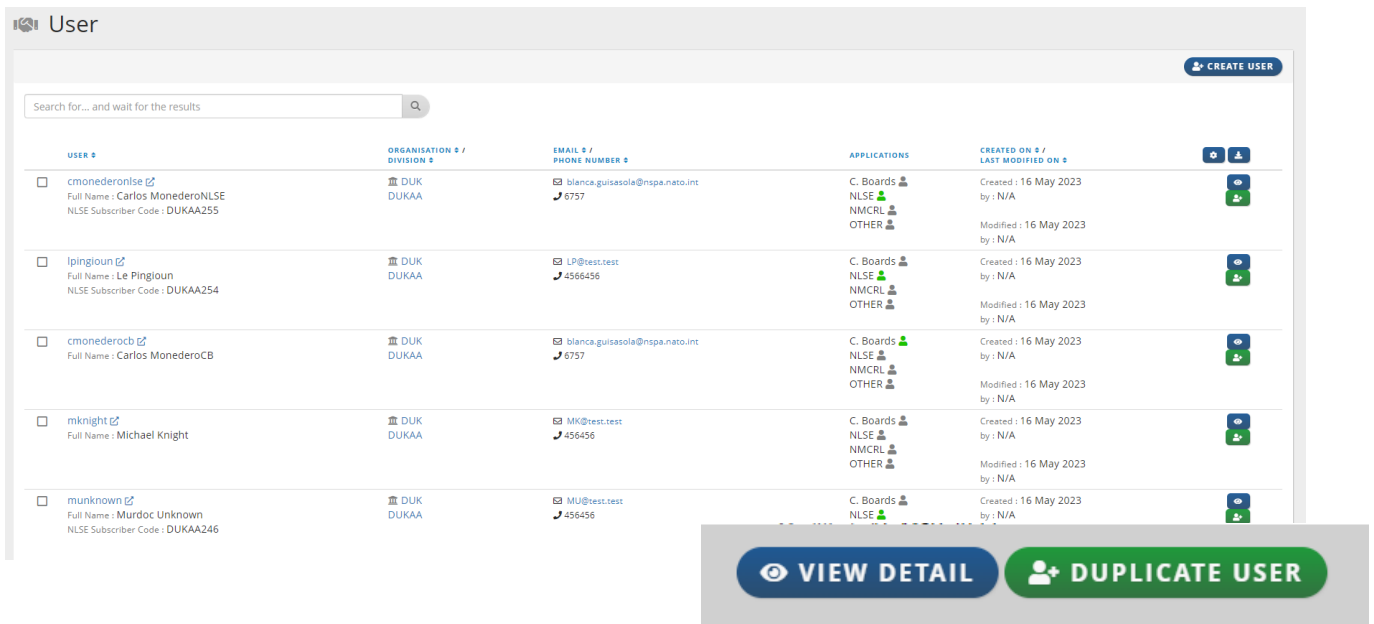 User
CREATE USER
Search for... and wait for the results
USER
ORGANISATION /
DIVISION
EMAIL /
PHONE NUMBER
APPLICATIONS
CREATED ON /
LAST MODIFIED ON
cmonederonlse
Full Name : Carlos MonederoNLSE
NLSE Subscriber Code : DUKAA255
DUK
DUKAA
blanca.guisasola@nspa.nato.int
6757
C. Boards
NLSE
NMCRL
OTHER
Created : 16 May 2023
by : N/A
Modified : 16 May 2023
by : N/A
lpingioun
Full Name : Le Pingioun
NLSE Subscriber Code : DUKAA254
DUK
DUKAA
LP@test.test
4566456
C. Boards
NLSE
NMCRL
OTHER
Created : 16 May 2023
by : N/A
Modified : 16 May 2023
by : N/A
cmonederocb
Full Name : Carlos MonederoCB
DUK
DUKAA
blanca.guisasola@nspa.nato.int
6757
C. Boards
NLSE
NMCRL
OTHER
Created : 16 May 2023
by : N/A
Modified : 16 May 2023
by : N/A
mknight
Full Name : Michael Knight
DUK
DUKAA
MK@test.test
456456
C. Boards
NLSE
NMCRL
OTHER
Created : 16 May 2023
by : N/A
Modified : 16 May 2023
by : N/A
munknown
Full Name : Murdoc Unknown
NLSE Subscriber Code : DUKAA246
DUK
DUKAA
MU@test.test
456456
C. Boards
NLSE
Created : 16 May 2023
by : N/A
VIEW DETAIL
DUPLICATE USER